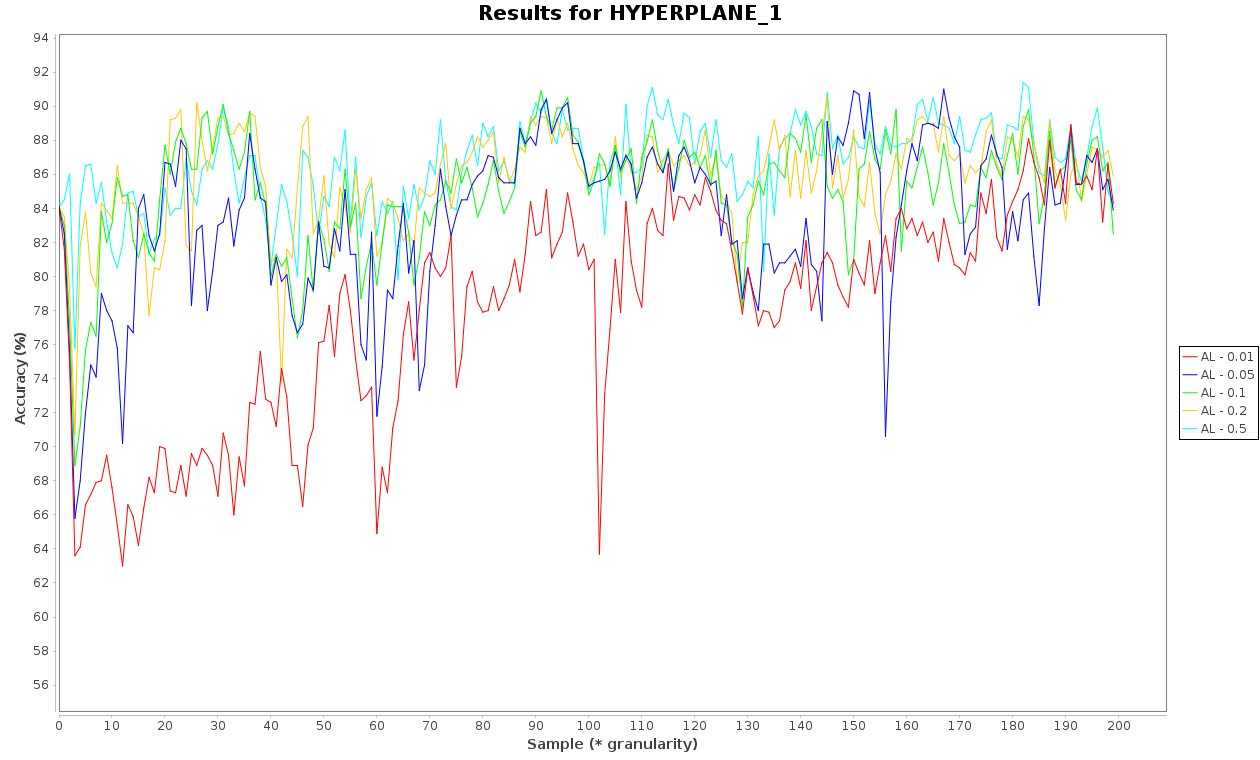 Results for HYPERPLANE_1
94
92
90
88
86
84
82
80
78
76
74
72
70
68
66
64
62
60
58
56
Accuracy (%)
0 10 20 30 40 50 60 70 80 90 100 110 120 130 140 150 160 170 180 190 200
Sample (* granularity)
AL - 0.01
AL - 0.05
AL - 0.1
AL - 0.2
AL - 0.5